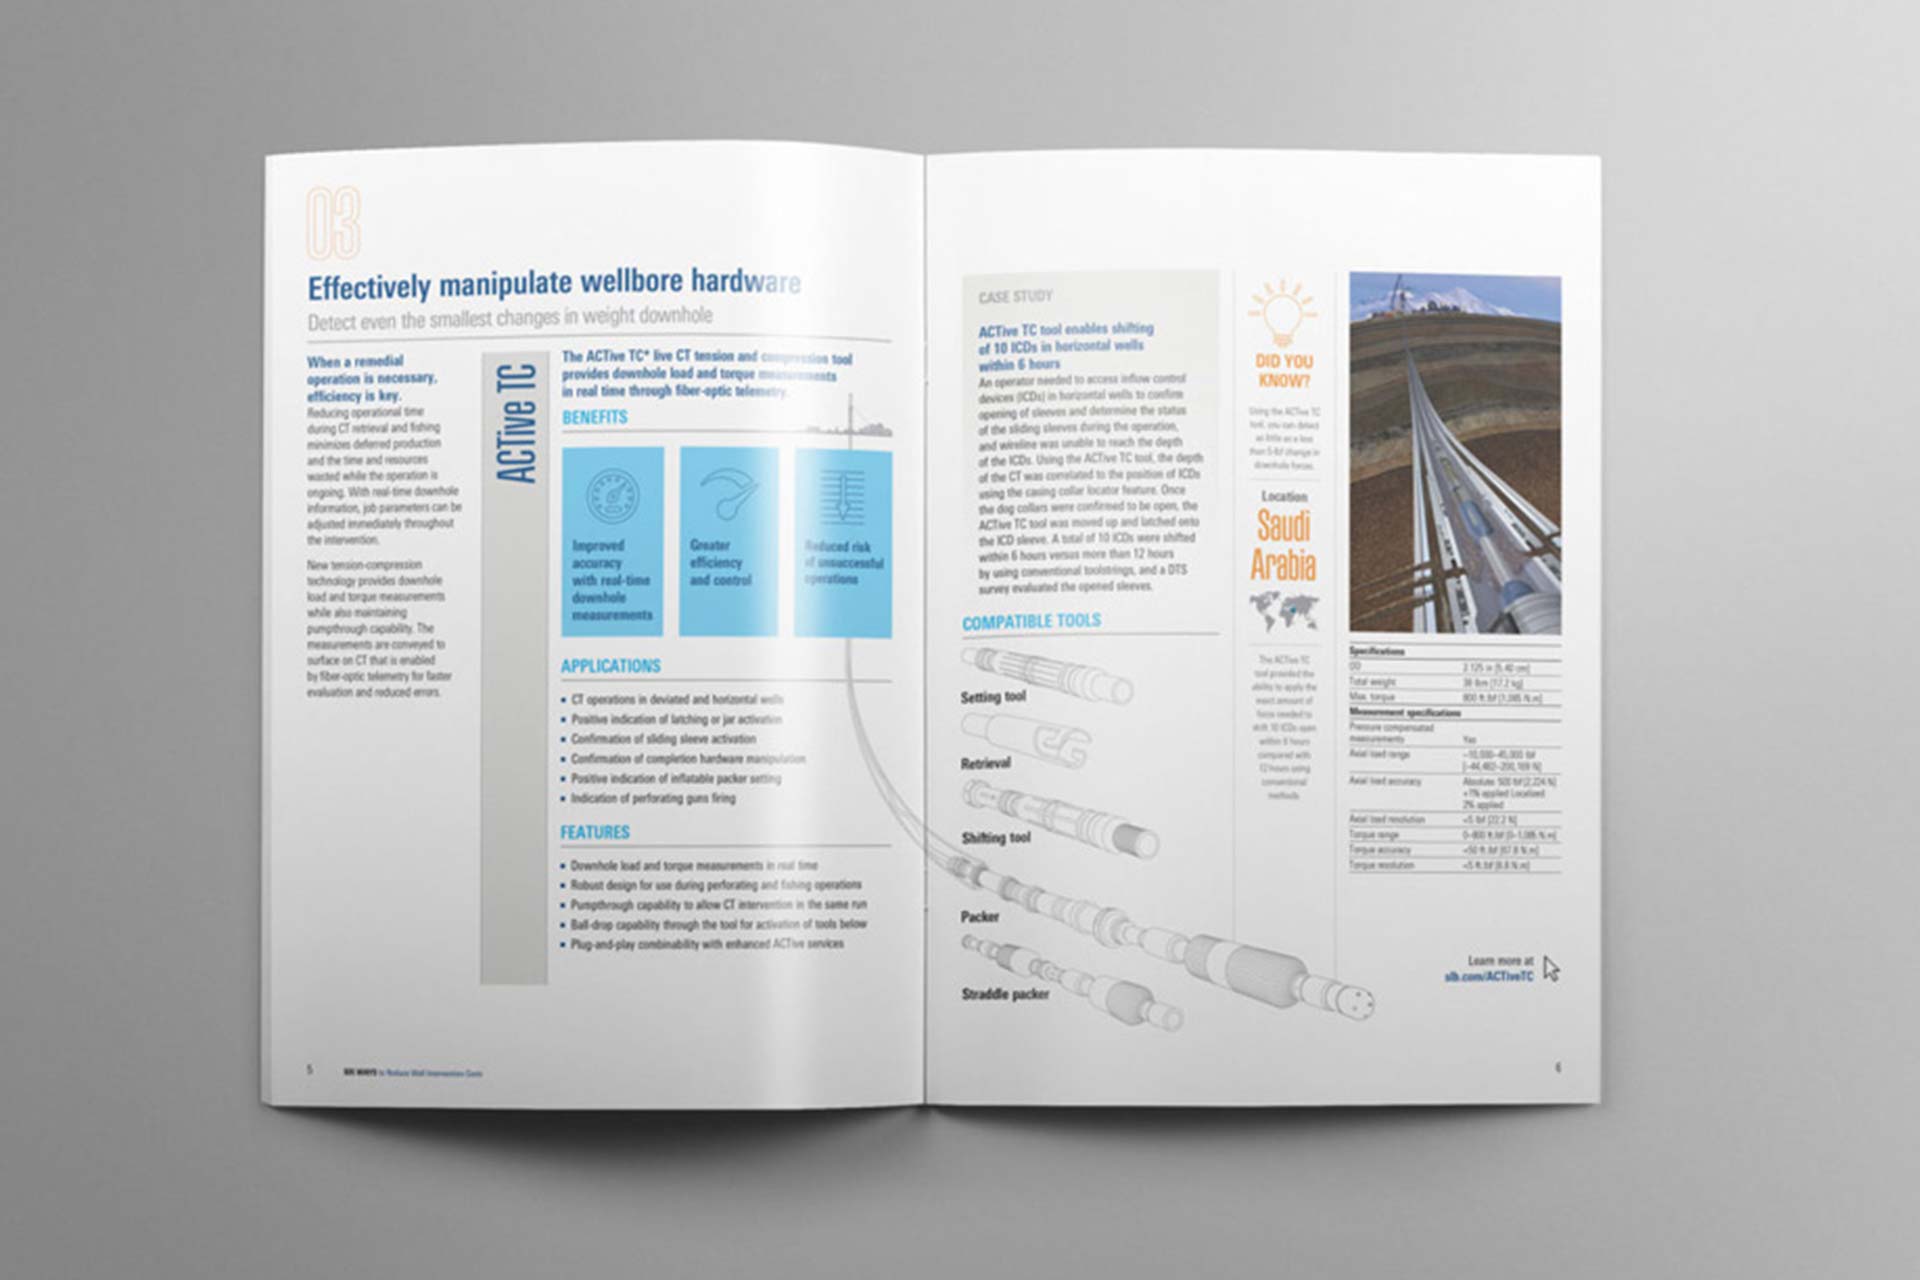 03
Effectively manipulate wellbore hardware
Detect even the smallest changes in weight downhole
When a remedial
operation is necessary,
efficiency is key.
Reducing operational time
during CT retrieval and fishing
minimizes deferred production
and the time and resources
wasted while the operation is
ongoing. With real-time downhole
information, job parameters can be
adjusted immediately throughout
the intervention.
New tension-compression
technology provides downhole
load and torque measurements
while also maintaining
pumpthrough capability. The
measurements are conveyed to
surface on CT that is enabled
by fiber-optic telemetry for faster
evaluation and reduced errors.
ACTive TC
The ACTive TC* live CT tension and compression tool
provides downhole load and torque measurements
in real time through fiber-optic telemetry.
BENEFITS
Improved
accuracy
with real-time
downhole
measurements
Greater
efficiency
and control
Reduced risk
of unsuccessful
operations
APPLICATIONS
▪ CT operations in deviated and horizontal wells
▪ Positive indication of latching or jar activation
▪ Confirmation of sliding sleeve activation
▪ Confirmation of completion hardware manipulation
▪ Positive indication of inflatable packer setting
▪ Indication of perforating guns firing
FEATURES
▪ Downhole load and torque measurements in real time
▪ Robust design for use during perforating and fishing operations
▪ Pumpthrough capability to allow CT intervention in the same run
▪ Ball-drop capability through the tool for activation of tools below
▪ Plug-and-play combinability with enhanced ACTive services
5
SIX WAYS to Reduce Well Intervention Costs
CASE STUDY
ACTive TC tool enables shifting
of 10 ICDs in horizontal wells
within 6 hours
An operator needed to access inflow control
devices (ICDs) in horizontal wells to confirm
opening of sleeves and determine the status
of the sliding sleeves during the operation,
and wireline was unable to reach the depth
of the ICDs. Using the ACTive TC tool, the depth
of the CT was correlated to the position of ICDs
using the casing collar locator feature. Once
the dog collars were confirmed to be open, the
ACTive TC tool was moved up and latched onto
the ICD sleeve. A total of 10 ICDs were shifted
within 6 hours versus more than 12 hours
by using conventional toolstrings, and a DTS
survey evaluated the opened sleeves.
COMPATIBLE TOOLS
Setting tool
Retrieval
Shifting tool
Packer
Straddle packer
DID YOU
KNOW?
Using the ACTive TC
tool, you can detect
as little as a less
than 5-lbf change in
downhole forces.
Location
Saudi
Arabia
The ACTive TC
tool provided the
ability to apply the
exact amount of
force needed to
shift 10 ICDs open
within 6 hours
compared with
12 hours using
conventional
methods.
Specifications
OD 2.125 in [5.40 cm]
Total weight 38 lbm [17.2 kg]
Max. torque 800 ft.lbf [1,085 N.m]
Measurement specifications
Pressure compensated
measurements Yes
Axial load range –10,000–45,000 lbf
Axial load accuracy Absolute: 500 lbf [2,224 N]
+1% applied Localized
2% applied
Axial load resolution <5 lbf [22.2 N]
Torque range 0–800 ft.lbf [0–1,085 N.m]
Torque accuracy <50 ft.lbf [67.8 N.m]
Torque resolution <5 ft.lbf [6.8 N.m]
Learn more at
slb.com/ACTiveTC
6